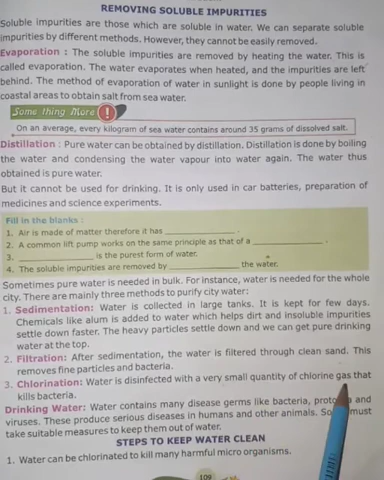 REMOVING SOLUBLE IMPURITIES
Soluble impurities are those which are soluble in water. We can separate soluble
impurities by different methods. However, they cannot be easily removed.
Evaporation : The soluble impurities are removed by heating the water. This is
called evaporation. The water evaporates when heated, and the impurities are left
behind. The method of evaporation of water in sunlight is done by people living in
coastal areas to obtain salt from sea water.
Some thing More !
On an average, every kilogram of sea water contains around 35 grams of dissolved salt.
Distillation : Pure water can be obtained by distillation. Distillation is done by boiling
the water and condensing the water vapour into water again. The water thus
obtained is pure water.
But it cannot be used for drinking. It is only used in car batteries, preparation of
medicines and science experiments.
Fill in the blanks :
1. Air is made of matter therefore it has ____________ .
2. A common lift pump works on the same principle as that of a ____________ .
3. ____________ is the purest form of water.
4. The soluble impurities are removed by ____________ the water.
Sometimes pure water is needed in bulk. For instance, water is needed for the whole
city. There are mainly three methods to purify city water:
1. Sedimentation: Water is collected in large tanks. It is kept for few days.
Chemicals like alum is added to water which helps dirt and insoluble impurities
settle down faster. The heavy particles settle down and we can get pure drinking
water at the top.
2. Filtration: After sedimentation, the water is filtered through clean sand. This
removes fine particles and bacteria.
3. Chlorination: Water is disinfected with a very small quantity of chlorine gas that
kills bacteria.
Drinking Water: Water contains many disease germs like bacteria, and
viruses. These produce serious diseases in humans and other animals. So must
take suitable measures to keep them out of water.
STEPS TO KEEP WATER CLEAN
1. Water can be chlorinated to kill many harmful micro organisms.
109